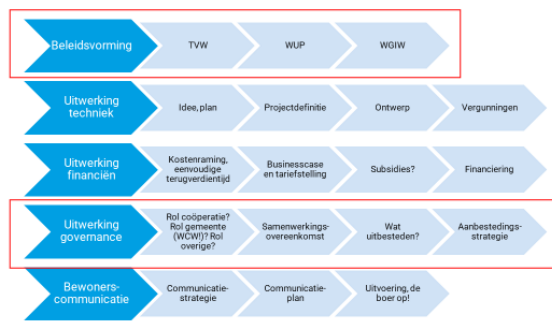 Beleidsvorming
TVW
WUP
WGIW
Uitwerking
techniek
Idee, plan
Projectdefinitie
Ontwerp
Vergunningen
Uitwerking
financiën
Kostenraming,
eenvoudige
terugverdientijd
Businesscase
en tariefstelling
Subsidies?
Financiering
Uitwerking
governance
Rol coöperatie?
Rol gemeente
(WCW!)? Rol
overige?
Samenwerkings-
overeenkomst
Wat
uitbesteden?
Aanbestedings-
strategie
Bewoners-
communicatie
Communicatie-
strategie
Communicatie-
plan
Uitvoering, de
boer op!